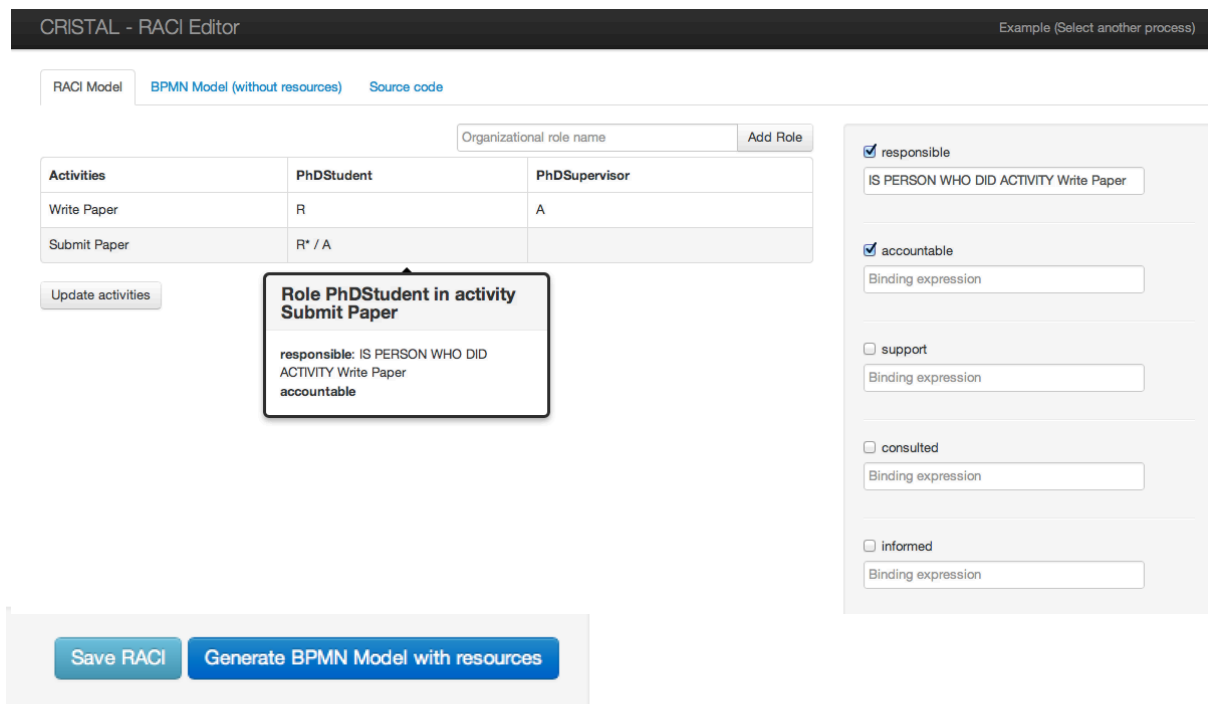 CRISTAL - RACI Editor
Example (Select another process)
RACI Model
BPMN Model (without resources)
Source code
Organizational role name
Add Role
Activities
PhDStudent
PhDSupervisor
Write Paper
R
A
Submit Paper
R* / A
Update activities
Role PhDStudent in activity
Submit Paper
responsible: IS PERSON WHO DID
ACTIVITY Write Paper
accountable
responsible
IS PERSON WHO DID ACTIVITY Write Paper
accountable
Binding expression
support
Binding expression
consulted
Binding expression
informed
Binding expression
Save RACI
Generate BPMN Model with resources